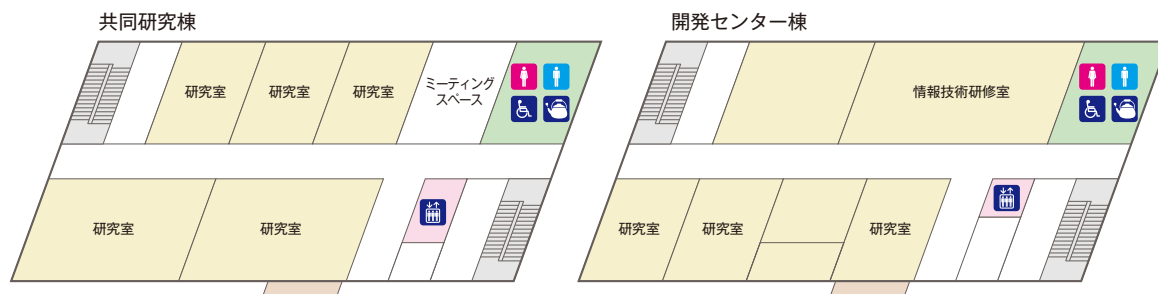 共同研究棟
開発センター棟
研究室
研究室
研究室
ミーティング
スペース
情報技術研修室
研究室
研究室
研究室
研究室
研究室